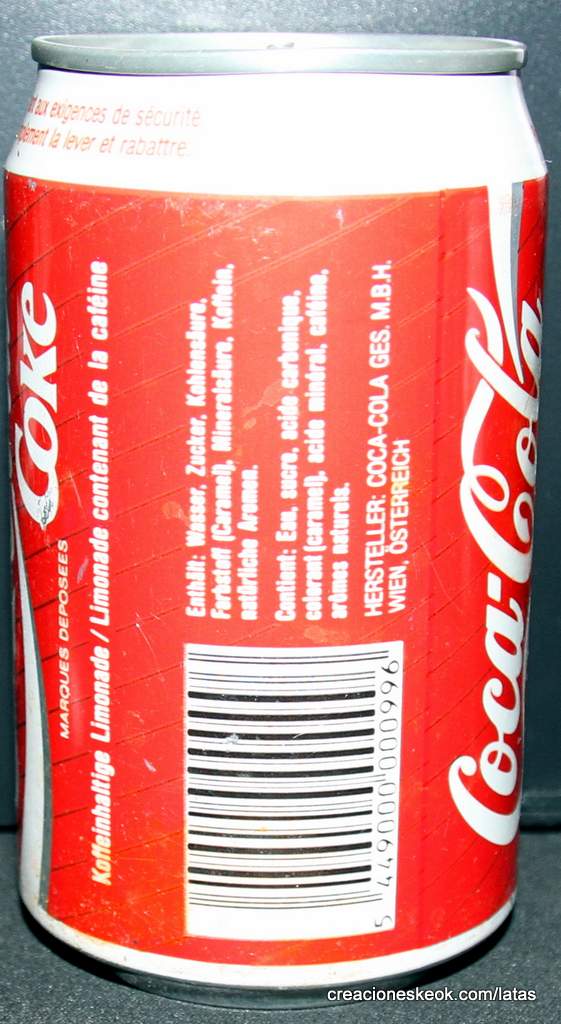 aux exigences de sécurité
la lever et rabattre.
Coke
MARQUES DEPOSEES
Koffeinhaltige Limonade / Limonade contenant de la caféine
Enthält: Wasser, Zucker, Kohlensäure,
Farbstoff (Caramel), Mineralsäure, Koffein,
natürliche Aromen.
Contient: Eau, sucre, acide carbonique,
colorant (caramel), acide minéral, caféine,
arômes naturels.
HERSTELLER: COCA-COLA GES. M.B.H.
WIEN, ÖSTERREICH
5 449000 000996
Coca-Cola
creacioneskeok.com/latas